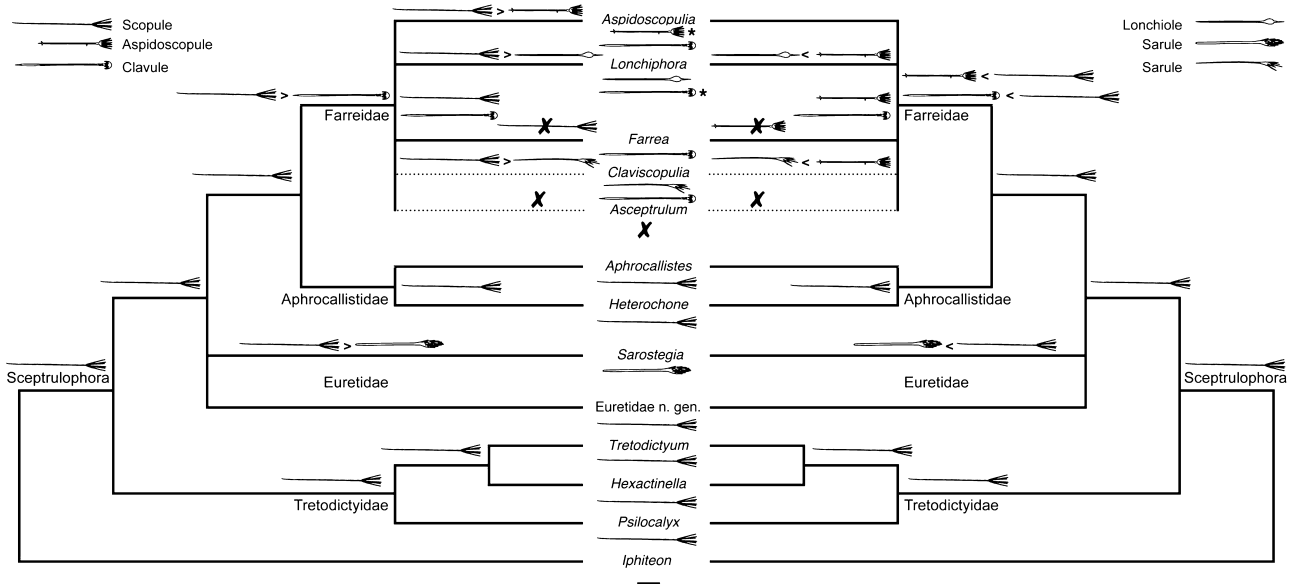 Scopule
Aspidoscopule
Clavule
Lonchiole
Sarule
Sarule
>
Aspidoscopulia
*
> <
Lonchiphora
*
> < <
Farreidae Farreidae
✗ ✗
Farrea
> <
Claviscopulia
✗ ✗
Asceptrulum
✗
Aphrocallistes
Aphrocallistidae Aphrocallistidae
Heterochone
> <
Sarostegia
Sceptrulophora Sceptrulophora
Euretidae Euretidae
Euretidae n. gen.
Tretodictyum
Hexactinella
Tretodictyidae Tretodictyidae
Psilocalyx
Iphiteon
—